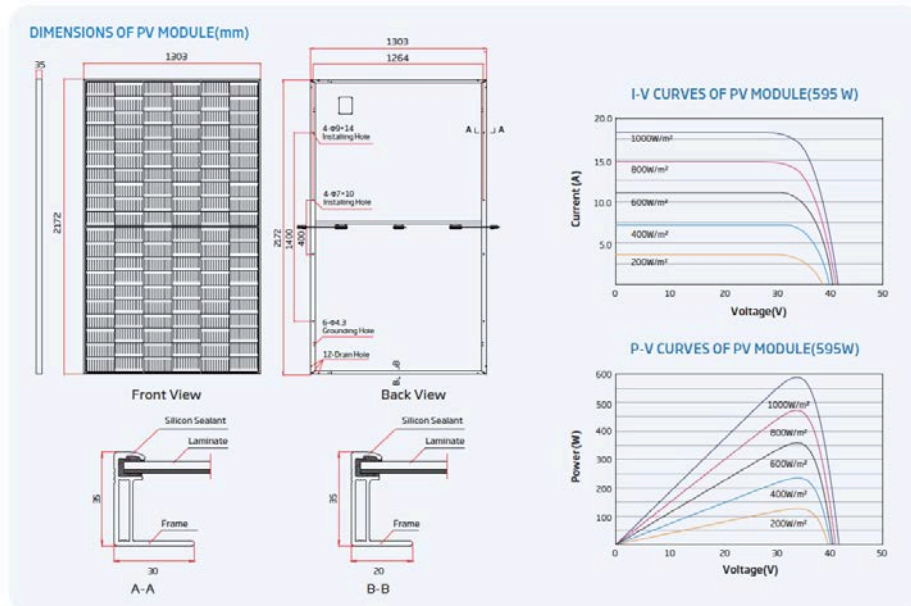 DIMENSIONS OF PV MODULE(mm)
35
1303
2172
Front View
1303
1264
A A
4-Φ9×14
Installing Hole
4-Φ7×10
Installing Hole
2172
1400
400
6-Φ4.3
Grounding Hole
12-Drain Hole
B
B
Back View
Silicon Sealant
Laminate
35
Frame
30
A-A
Silicon Sealant
Laminate
35
Frame
20
B-B
I-V CURVES OF PV MODULE(595 W)
Current (A)
20.0
15.0
10.0
5.0
1000W/m²
800W/m²
600W/m²
400W/m²
200W/m²
0 10 20 30 40 50
Voltage(V)
P-V CURVES OF PV MODULE(595W)
Power(W)
600
500
400
300
200
100
1000W/m²
800W/m²
600W/m²
400W/m²
200W/m²
0 10 20 30 40 50
Voltage(V)